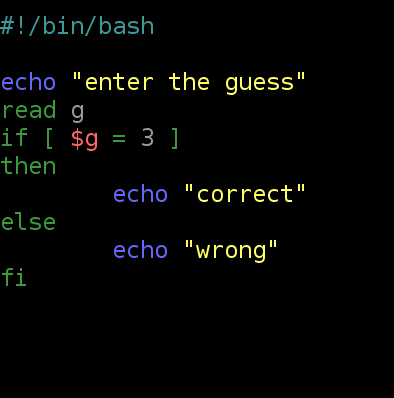 #!/bin/bash
echo "enter the guess"
read g
if [ $g = 3 ]
then
echo "correct"
else
echo "wrong"
fi